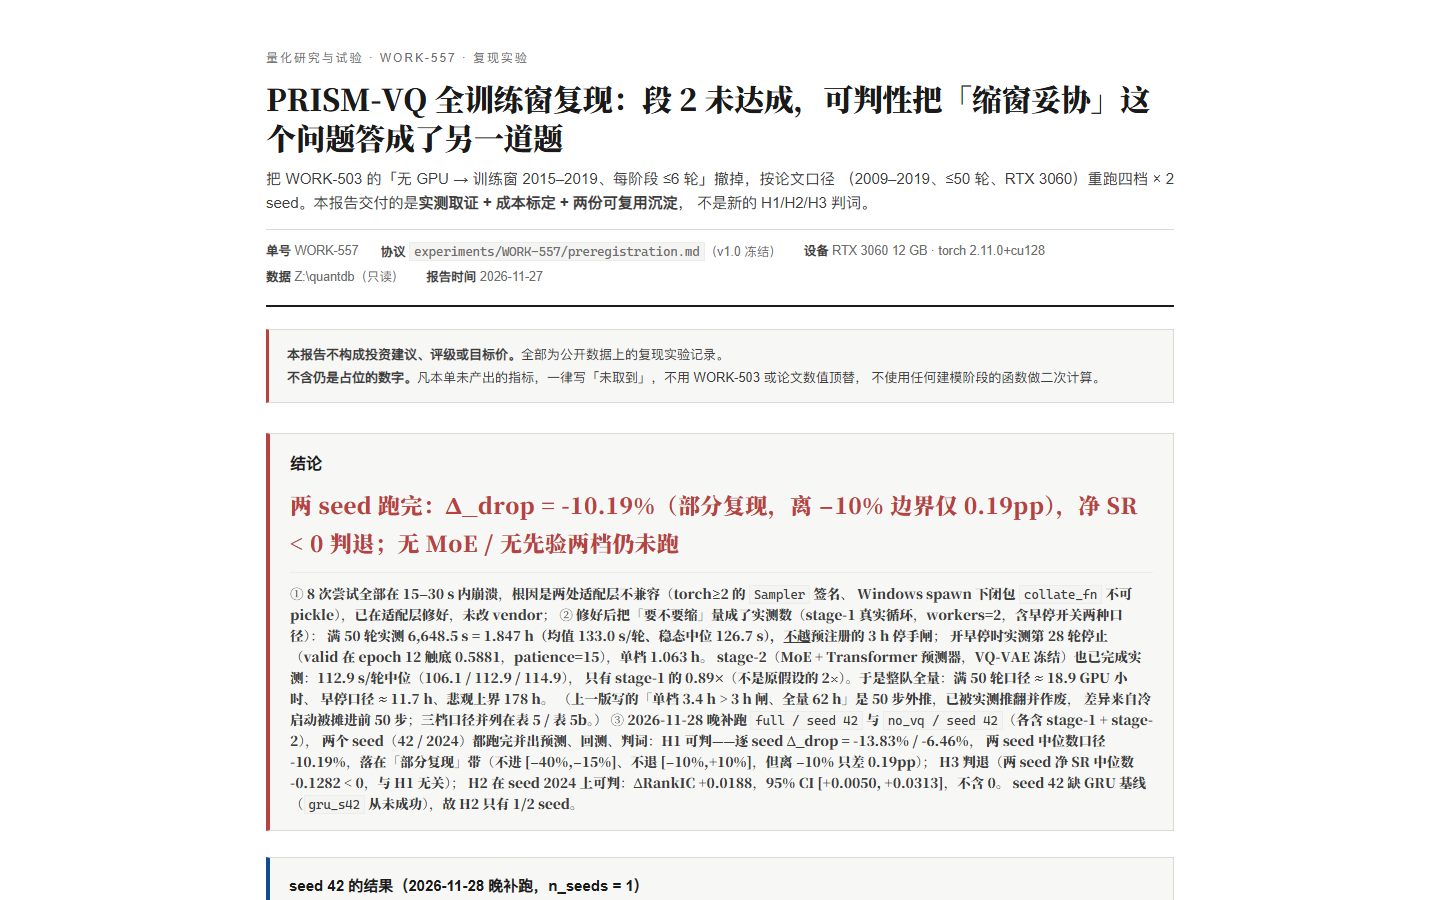 量化研究与试验 · WORK-557 · 复现实验
PRISM-VQ 全训练窗复现：段 2 未达成，可判性把「缩窗妥协」这
个问题答成了另一道题
把 WORK-503 的「无 GPU → 训练窗 2015–2019、每阶段 ≤6 轮」撤掉，按论文口径 （2009–2019、≤50 轮、RTX 3060）重跑四档 × 2
seed。本报告交付的是实测取证 + 成本标定 + 两份可复用沉淀， 不是新的 H1/H2/H3 判词。
单号 WORK-557 协议 experiments/WORK-557/preregistration.md （v1.0 冻结） 设备 RTX 3060 12 GB · torch 2.11.0+cu128
数据 Z:\quantdb（只读） 报告时间 2026-11-27
本报告不构成投资建议、评级或目标价。全部为公开数据上的复现实验记录。
不含仍是占位的数字。凡本单未产出的指标，一律写「未取到」，不用 WORK-503 或论文数值顶替， 不使用任何建模阶段的函数做二次计算。
结论
两 seed 跑完：Δ_drop = -10.19%（部分复现，离 −10% 边界仅 0.19pp），净 SR
< 0 判退；无 MoE / 无先验两档仍未跑
① 8 次尝试全部在 15–30 s 内崩溃，根因是两处适配层不兼容（torch≥2 的 Sampler 签名、 Windows spawn 下闭包 collate_fn 不可
pickle），已在适配层修好，未改 vendor； ② 修好后把「要不要缩」量成了实测数（stage-1 真实循环，workers=2，含早停开关两种口
径）： 满 50 轮实测 6,648.5 s = 1.847 h（均值 133.0 s/轮、稳态中位 126.7 s），不越预注册的 3 h 停手闸； 开早停时实测第 28 轮停止
（valid 在 epoch 12 触底 0.5881，patience=15），单档 1.063 h。 stage-2（MoE + Transformer 预测器，VQ-VAE 冻结）也已完成实
测：112.9 s/轮中位（106.1 / 112.9 / 114.9），只有 stage-1 的 0.89×（不是原假设的 2×）。于是整队全量：满 50 轮口径 ≈ 18.9 GPU 小
时、 早停口径 ≈ 11.7 h、悲观上界 178 h。 （上一版写的「单档 3.4 h > 3 h 闸、全量 62 h」是 50 步外推，已被实测推翻并作废， 差异来自冷
启动被摊进前 50 步；三档口径并列在表 5 / 表 5b。） ③ 2026-11-28 晚补跑 full / seed 42 与 no_vq / seed 42（各含 stage-1 + stage-
2）， 两个 seed（42 / 2024）都跑完并出预测、回测、判词：H1 可判——逐 seed Δ_drop = -13.83% / -6.46%， 两 seed 中位数口径
-10.19%，落在「部分复现」带（不进 [−40%,−15%]、不退 [−10%,+10%]，但离 −10% 只差 0.19pp）； H3 判退（两 seed 净 SR 中位数
-0.1282 < 0，与 H1 无关）； H2 在 seed 2024 上可判：ΔRankIC +0.0188，95% CI [+0.0050, +0.0313]，不含 0。 seed 42 缺 GRU 基线
（ gru_s42 从未成功），故 H2 只有 1/2 seed。
seed 42 的结果（2026-11-28 晚补跑，n_seeds = 1）